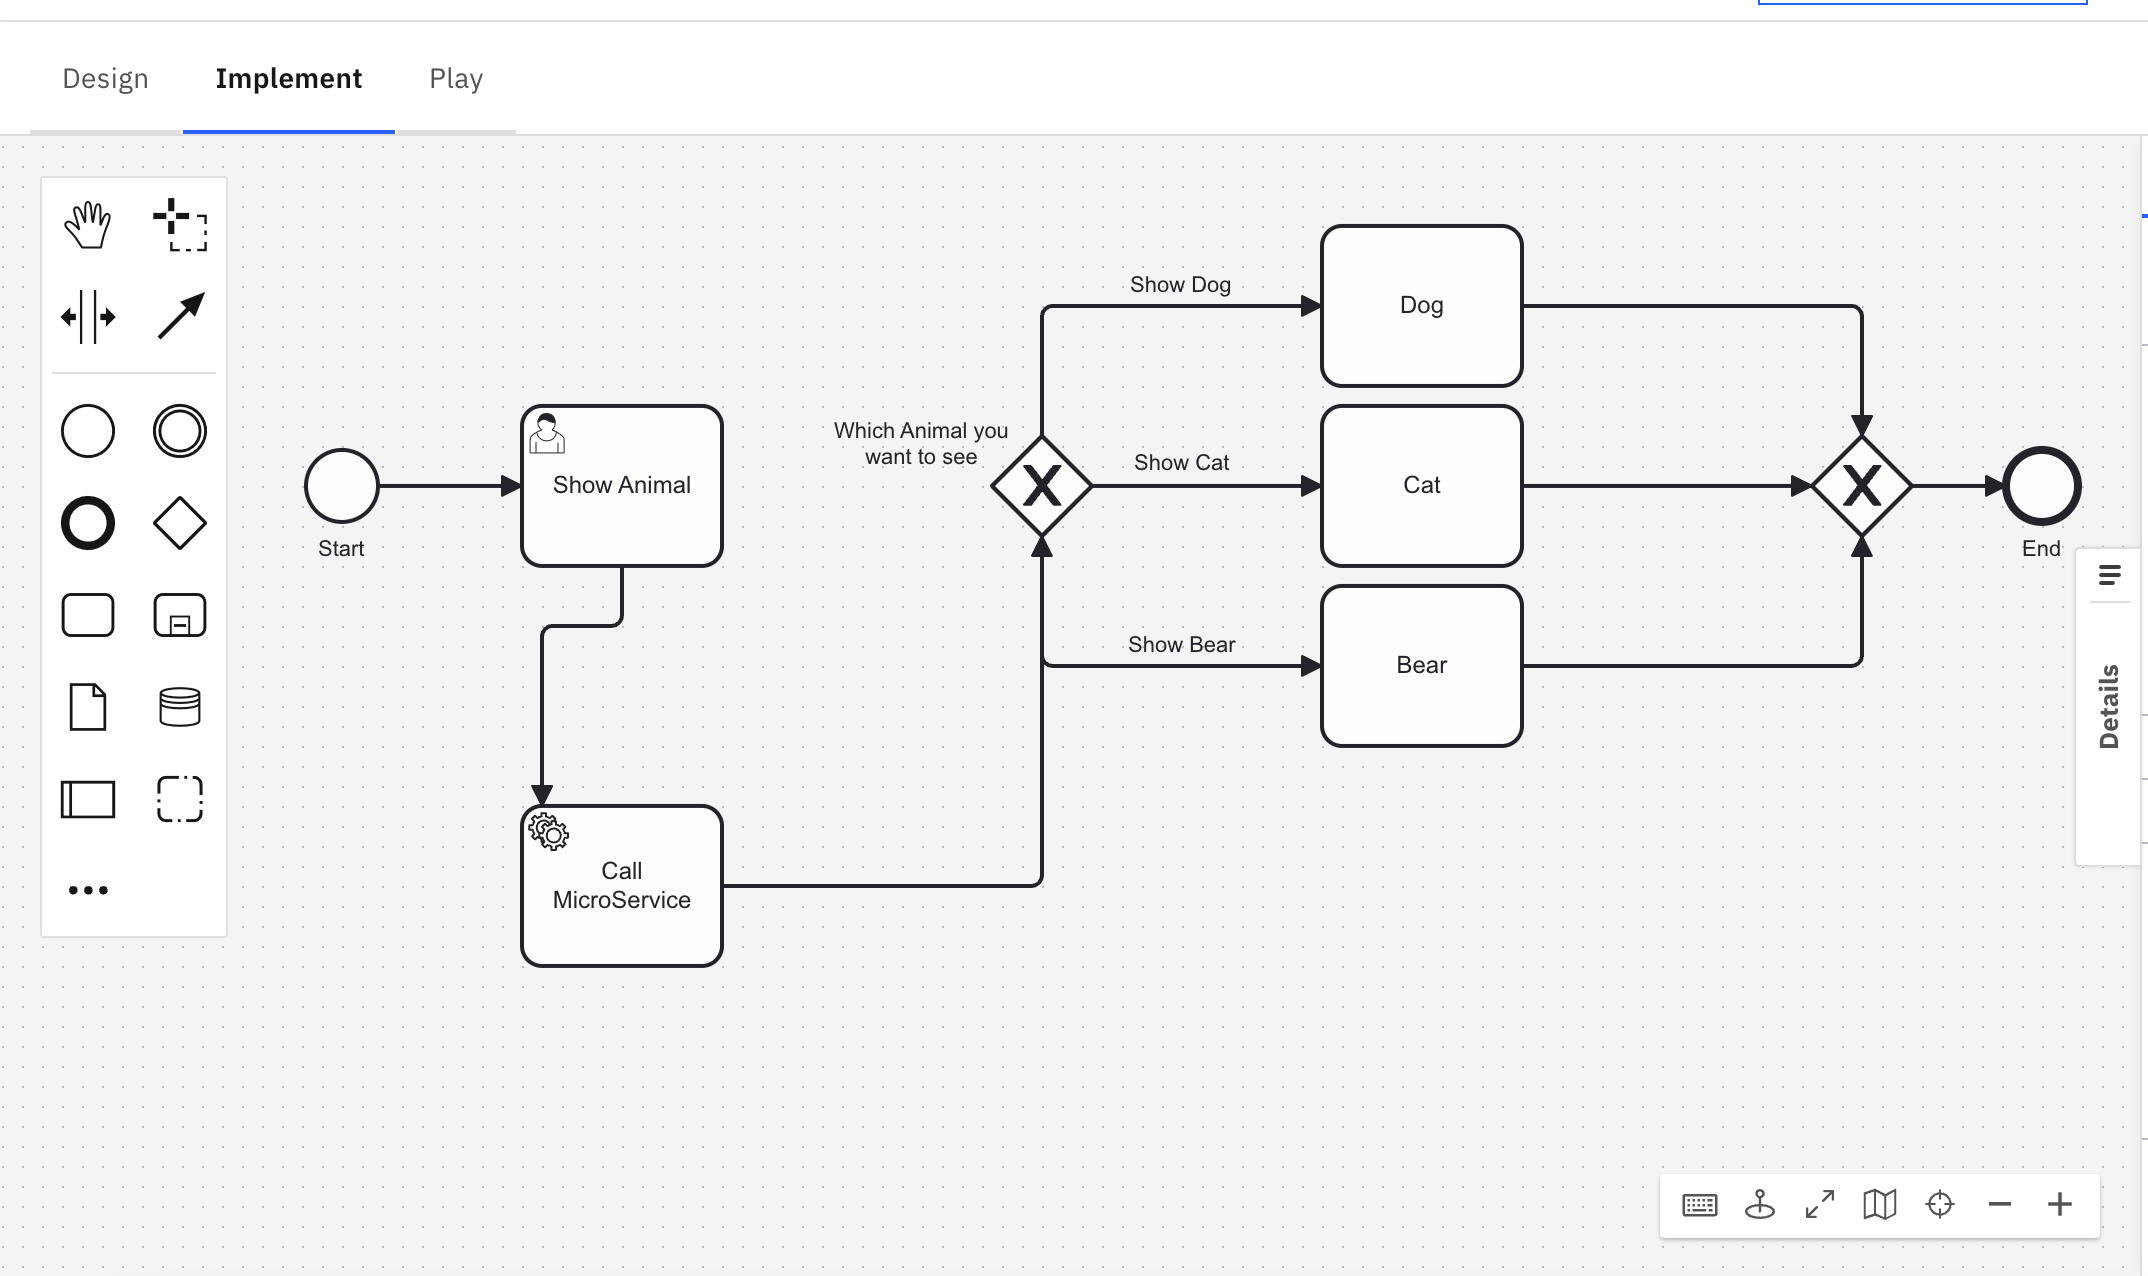 Design
Implement
Play
Start
Show Animal
Call
MicroService
Which Animal you
want to see
Show Dog
Show Cat
Show Bear
Dog
Cat
Bear
End
Details